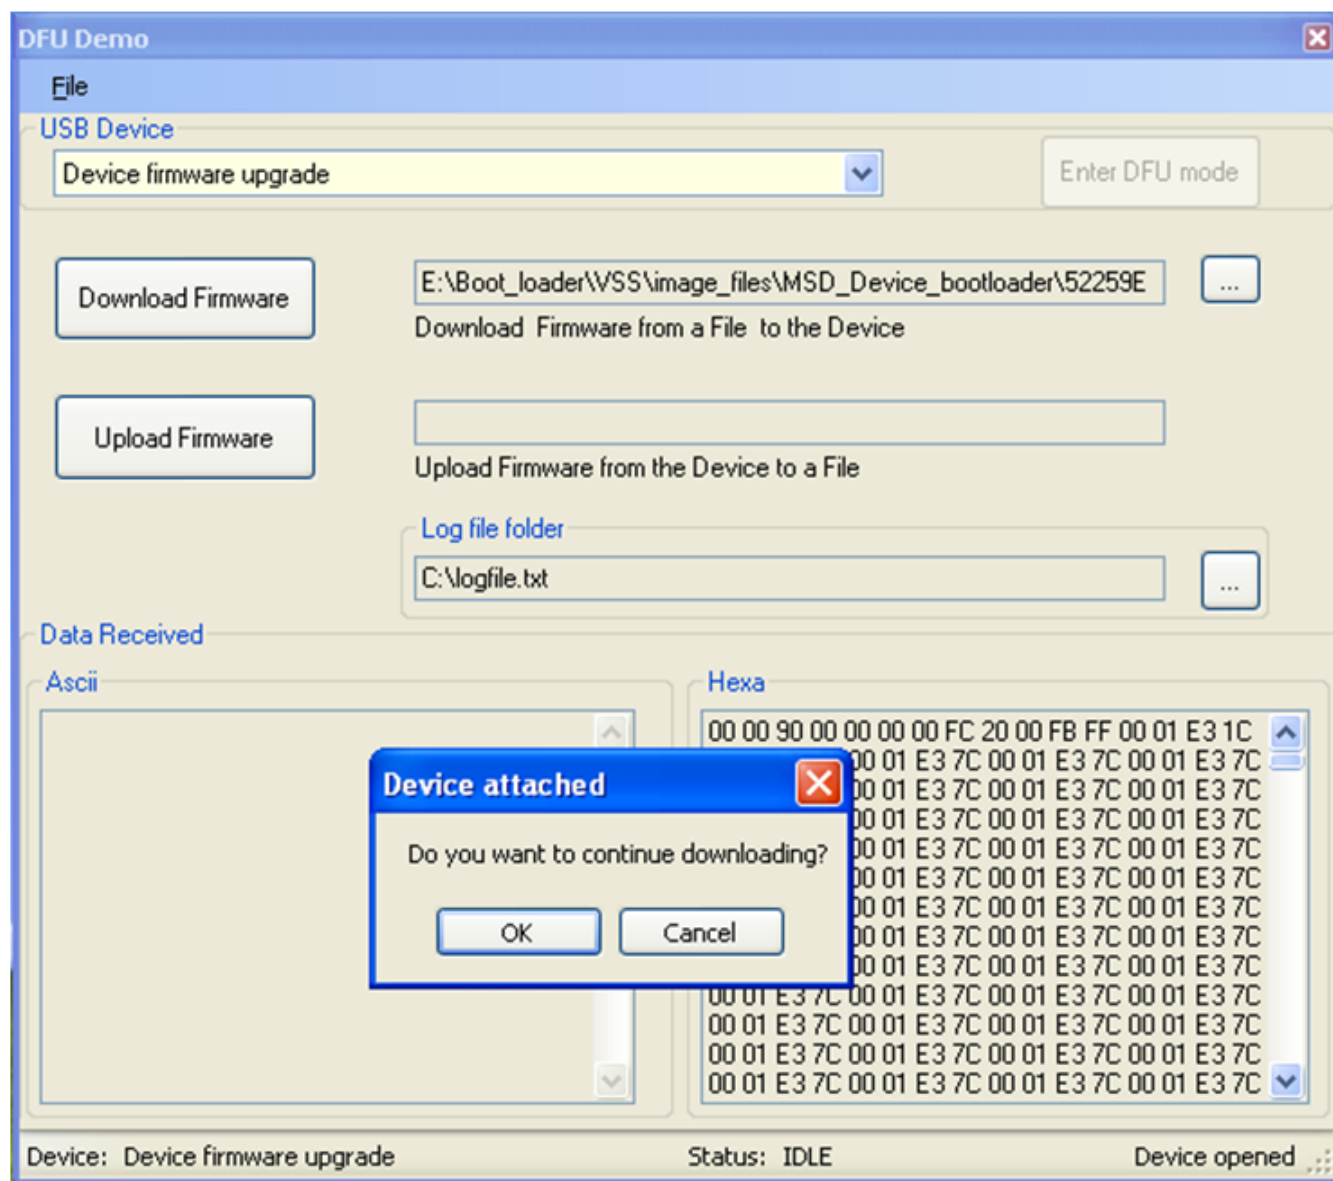 DFU Demo
File
USB Device
Device firmware upgrade
Enter DFU mode
Download Firmware
E:\Boot_loader\VSS\image_files\MSD_Device_bootloader\52259E
...
Download  Firmware from a File  to the Device
Upload Firmware
Upload Firmware from the Device to a File
Log file folder
C:\logfile.txt
...
Data Received
Ascii
Hexa
00 00 90 00 00 00 00 FC 20 00 FB FF 00 01 E3 1C
00 01 E3 7C 00 01 E3 7C 00 01 E3 7C
00 01 E3 7C 00 01 E3 7C 00 01 E3 7C
00 01 E3 7C 00 01 E3 7C 00 01 E3 7C
00 01 E3 7C 00 01 E3 7C 00 01 E3 7C
00 01 E3 7C 00 01 E3 7C 00 01 E3 7C
00 01 E3 7C 00 01 E3 7C 00 01 E3 7C
00 01 E3 7C 00 01 E3 7C 00 01 E3 7C
00 01 E3 7C 00 01 E3 7C 00 01 E3 7C
00 01 E3 7C 00 01 E3 7C 00 01 E3 7C 00 01 E3 7C
00 01 E3 7C 00 01 E3 7C 00 01 E3 7C 00 01 E3 7C
00 01 E3 7C 00 01 E3 7C 00 01 E3 7C 00 01 E3 7C
00 01 E3 7C 00 01 E3 7C 00 01 E3 7C 00 01 E3 7C
Device attached
Do you want to continue downloading?
OK
Cancel
Device:  Device firmware upgrade
Status:  IDLE
Device opened